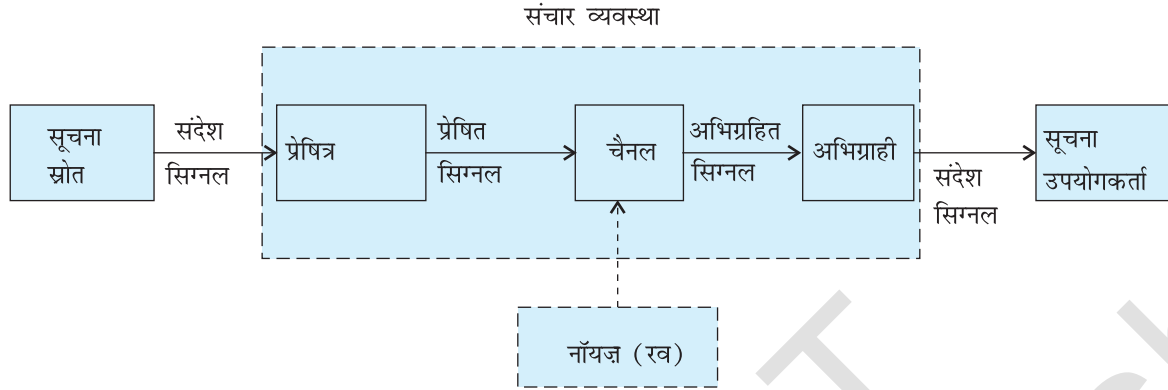 संचार व्यवस्था
सूचना
स्रोत
संदेश
सिग्नल
प्रेषित्र
प्रेषित
सिग्नल
चैनल
अभिग्रहित
सिग्नल
अभिग्राही
संदेश
सिग्नल
सूचना
उपयोगकर्ता
नॉयज़ (रव)